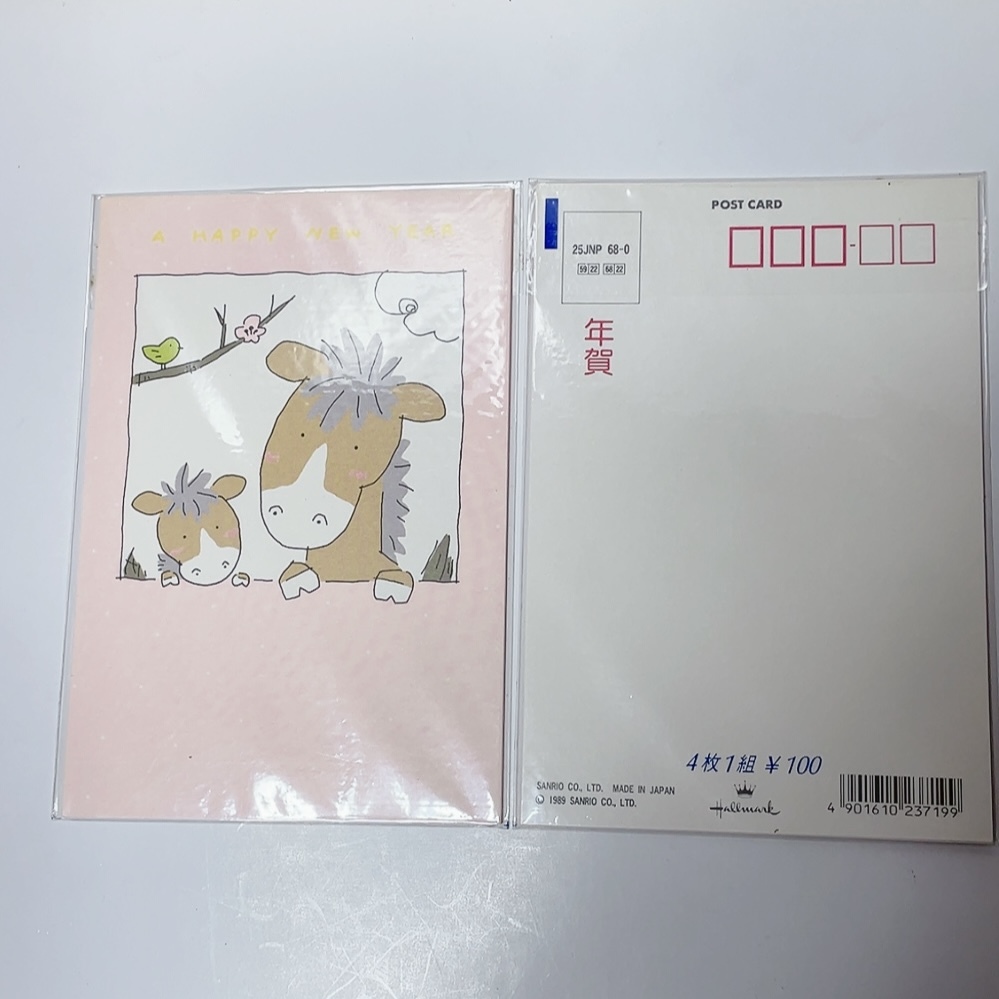 A HAPPY NEW YEAR
POST CARD
25JNP 68-0
59 22 68 22
年賀
4枚1組 ¥100
SANRIO CO., LTD. MADE IN JAPAN
© 1989 SANRIO CO., LTD.
Hallmark
4 901610 237199